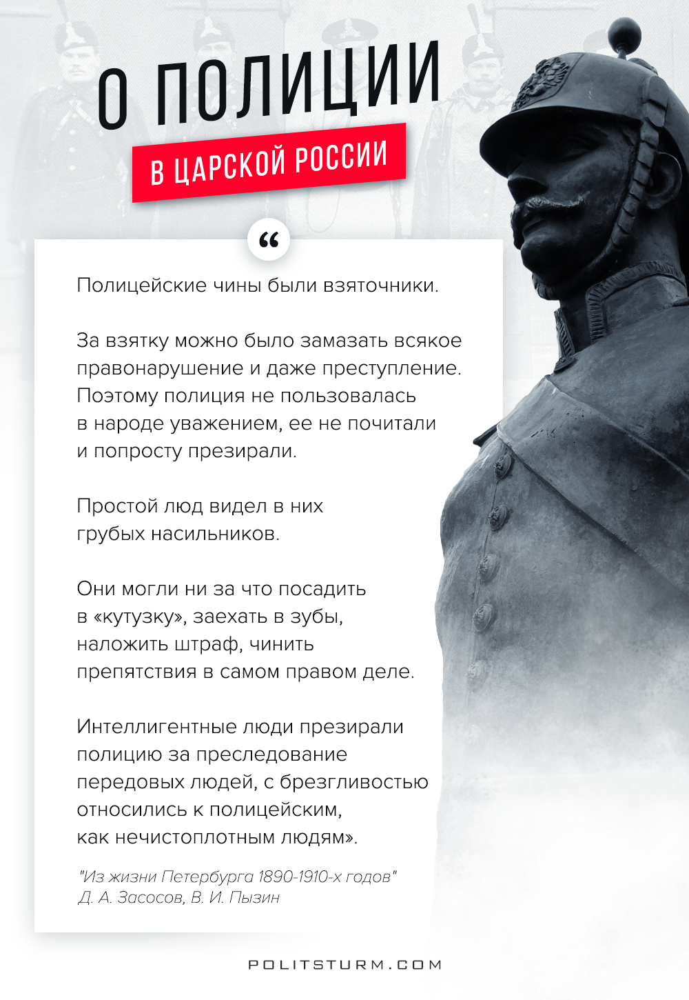 О ПОЛИЦИИ
В ЦАРСКОЙ РОССИИ
“
Полицейские чины были взяточники.
За взятку можно было замазать всякое
правонарушение и даже преступление.
Поэтому полиция не пользовалась
в народе уважением, ее не почитали
и попросту презирали.
Простой люд видел в них
грубых насильников.
Они могли ни за что посадить
в «кутузку», заехать в зубы,
наложить штраф, чинить
препятствия в самом правом деле.
Интеллигентные люди презирали
полицию за преследование
передовых людей, с брезгливостью
относились к полицейским,
как нечистоплотным людям».
"Из жизни Петербурга 1890-1910-х годов"
Д. А. Засосов, В. И. Пызин
POLITSTURM.COM